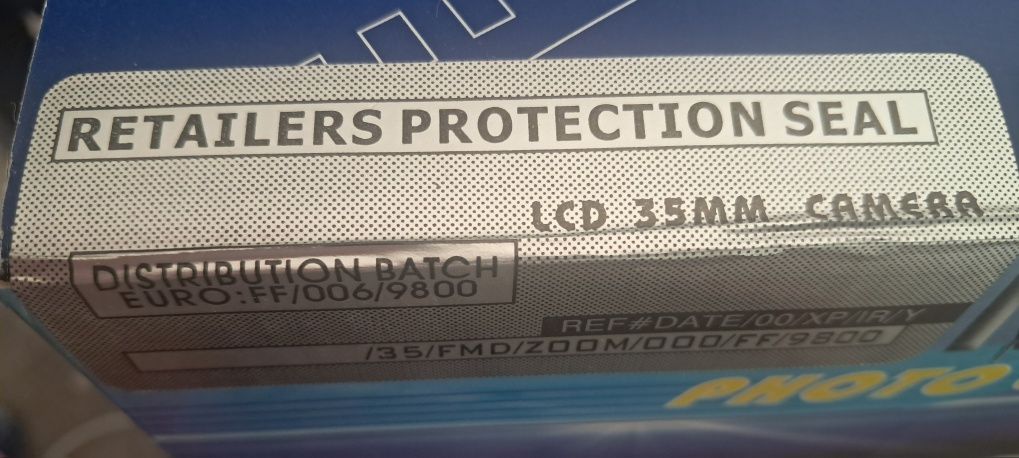 RETAILERS PROTECTION SEAL
LCD 35MM CAMERA
DISTRIBUTION BATCH
EURO:FF/006/9800
REF#DATE/00/XP/IR/Y
/35/FMD/ZOOM/000/FF/9800
PHOTO